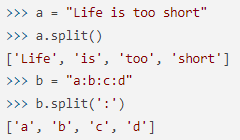 >>> a = "Life is too short"
>>> a.split()
['Life', 'is', 'too', 'short']
>>> b = "a:b:c:d"
>>> b.split(':')
['a', 'b', 'c', 'd']